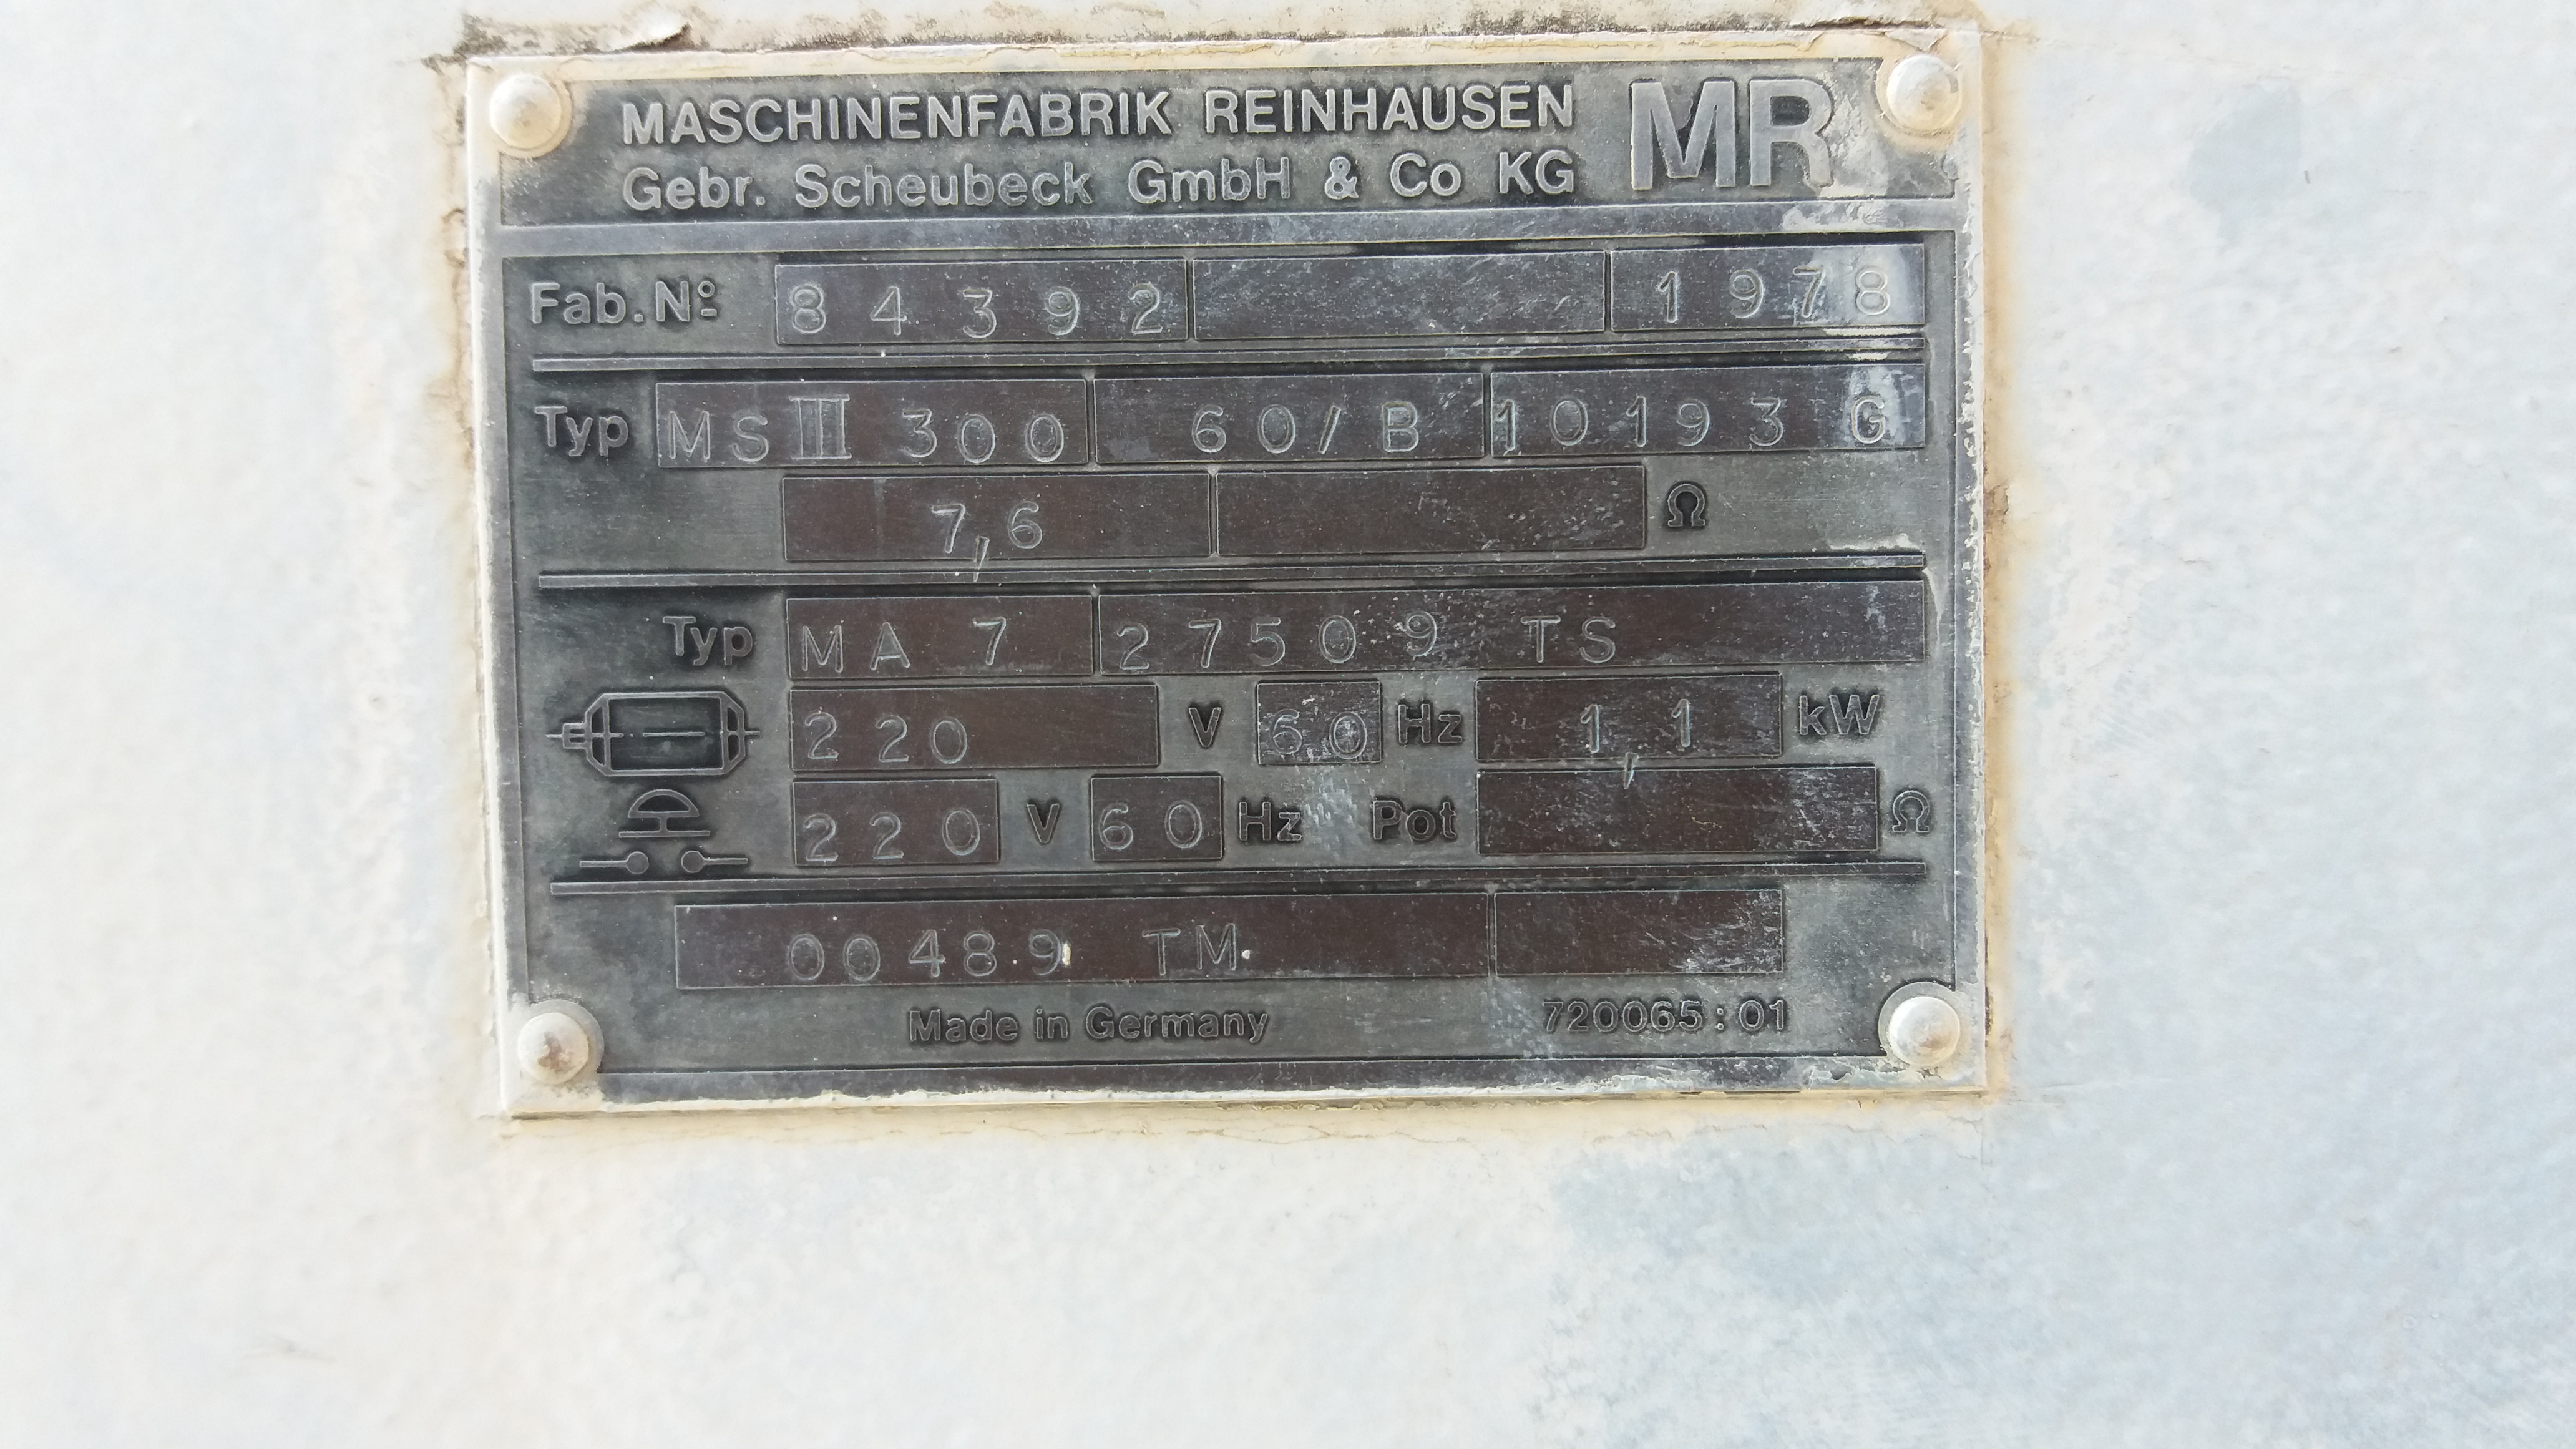 MASCHINENFABRIK REINHAUSEN MR
Gebr. Scheubeck GmbH & Co KG
Fab. Nº 84392 1978
Typ MS III 300 60/B 10193 G
7,6 Ω
Typ MA 7 27509 TS
220 V 60 Hz 1,1 kW
220 V 60 Hz Pot Ω
00489 TM
Made in Germany 720065:01